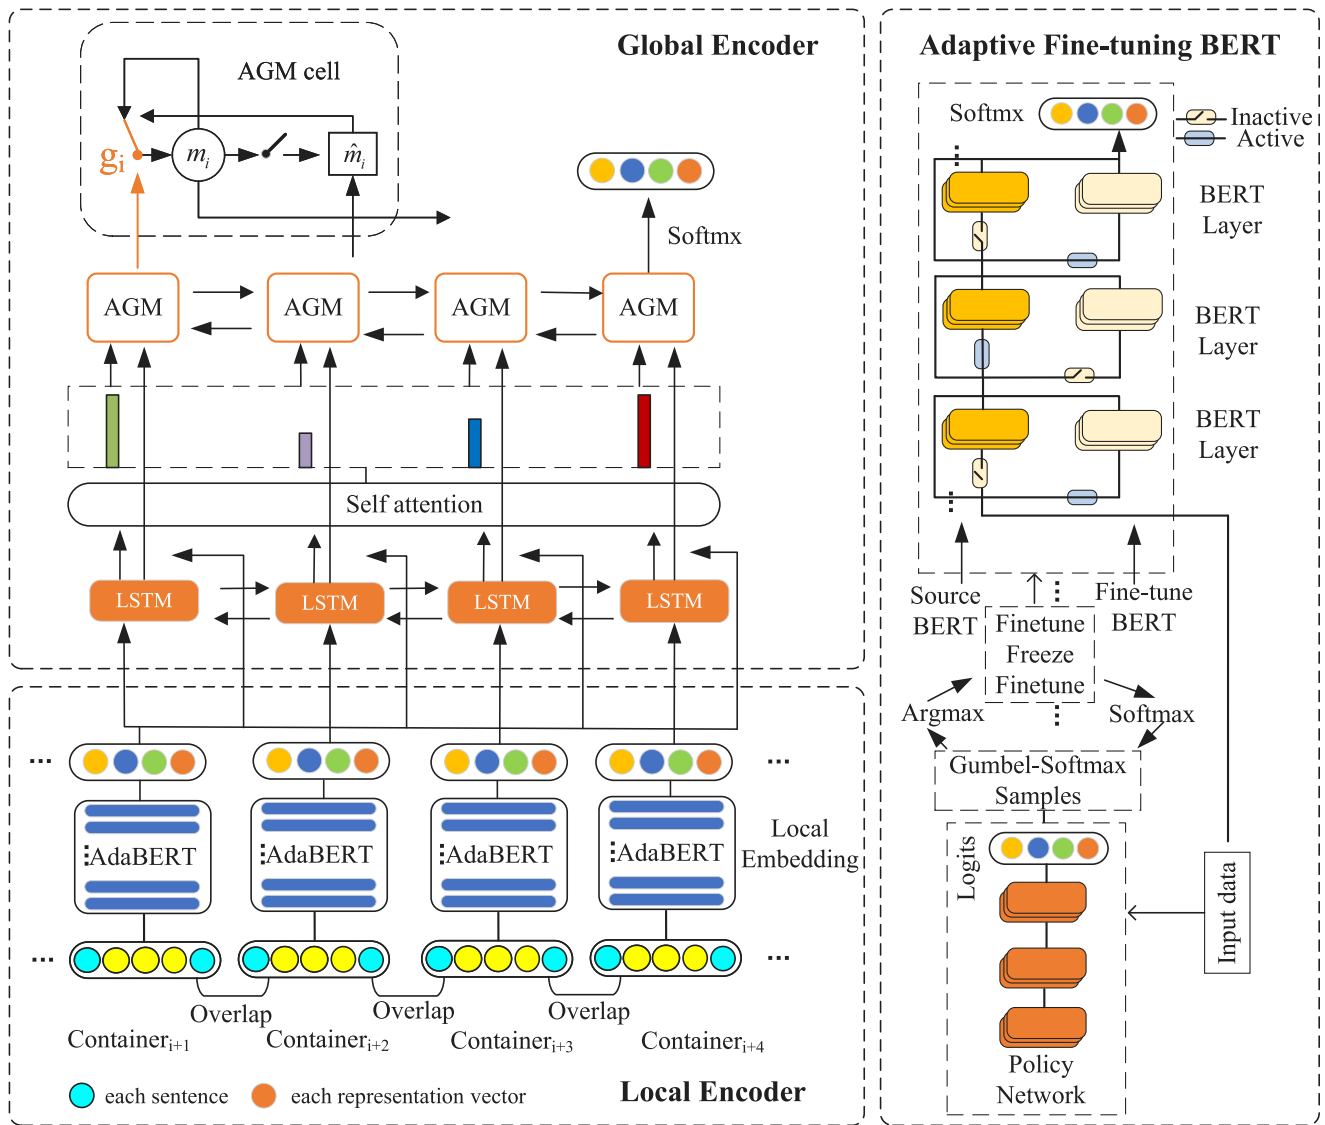 Global Encoder
AGM cell
gi
mi
m̂i
Softmx
AGM
AGM
AGM
AGM
Self attention
LSTM
LSTM
LSTM
LSTM
...
...
AdaBERT
AdaBERT
AdaBERT
AdaBERT
Local
Embedding
...
...
Overlap
Overlap
Overlap
Containeri+1
Containeri+2
Containeri+3
Containeri+4
each sentence
each representation vector
Local Encoder
Adaptive Fine-tuning BERT
Softmx
Inactive
Active
BERT
Layer
BERT
Layer
BERT
Layer
Source
BERT
Fine-tune
BERT
Finetune
Freeze
Finetune
Argmax
Softmax
Gumbel-Softmax
Samples
Logits
Input data
Policy
Network